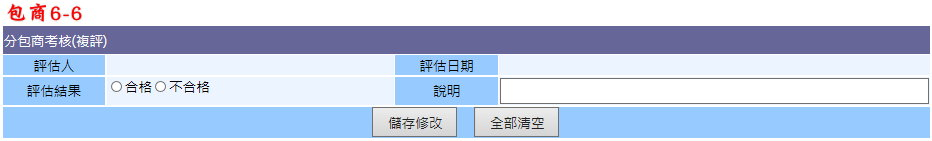 包商6-6
分包商考核(複評)
評估人 評估日期
評估結果 合格 不合格 說明
儲存修改 全部清空